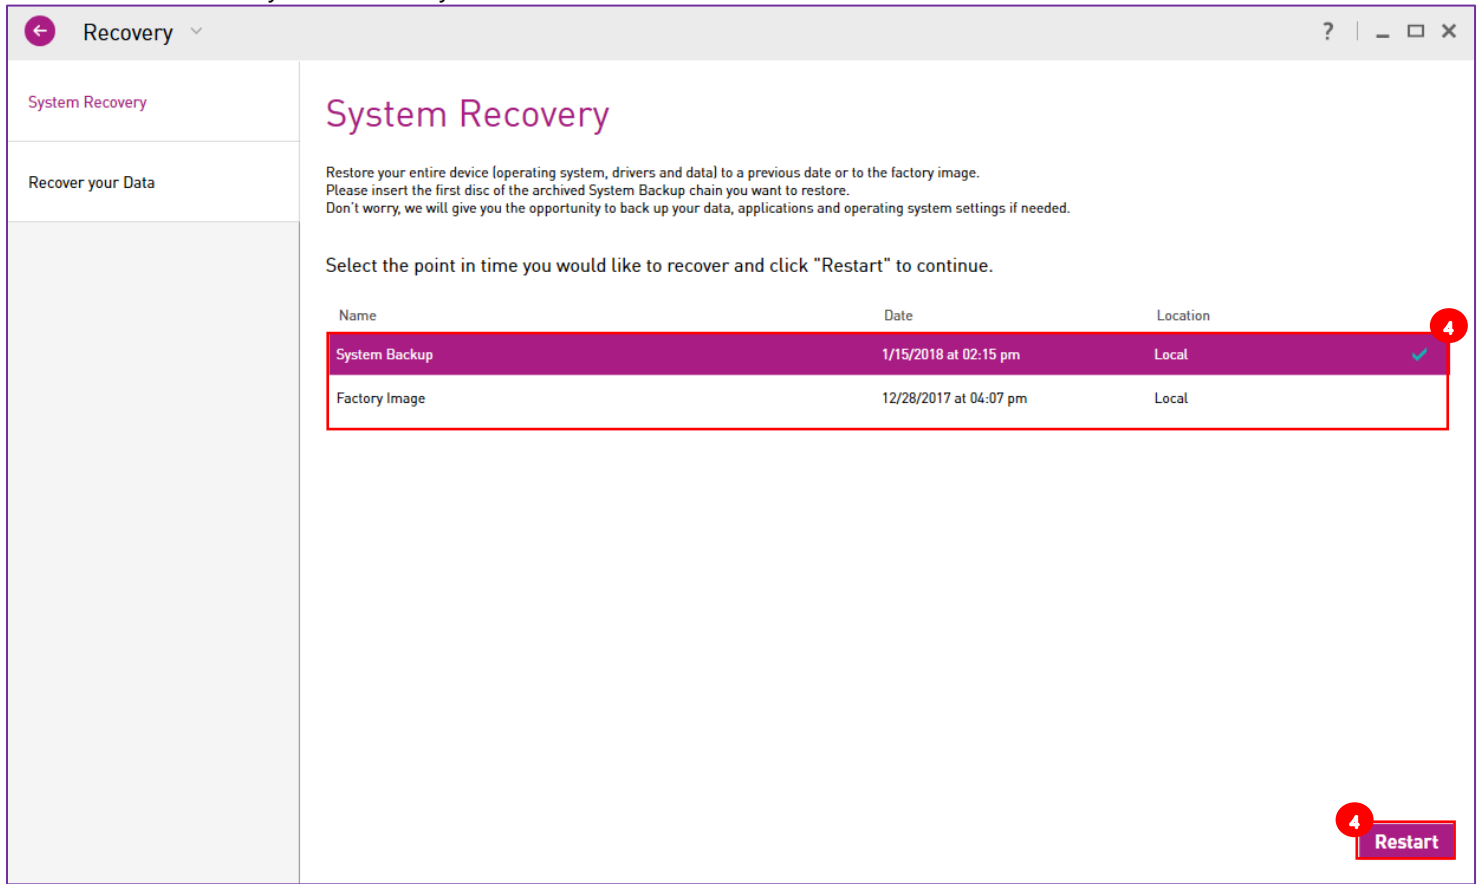 Recovery
?
System Recovery
Recover your Data
System Recovery
Restore your entire device (operating system, drivers and data) to a previous date or to the factory image.
Please insert the first disc of the archived System Backup chain you want to restore.
Don't worry, we will give you the opportunity to back up your data, applications and operating system settings if needed.
Select the point in time you would like to recover and click "Restart" to continue.
Name Date Location
4
System Backup 1/15/2018 at 02:15 pm Local
Factory Image 12/28/2017 at 04:07 pm Local
4
Restart